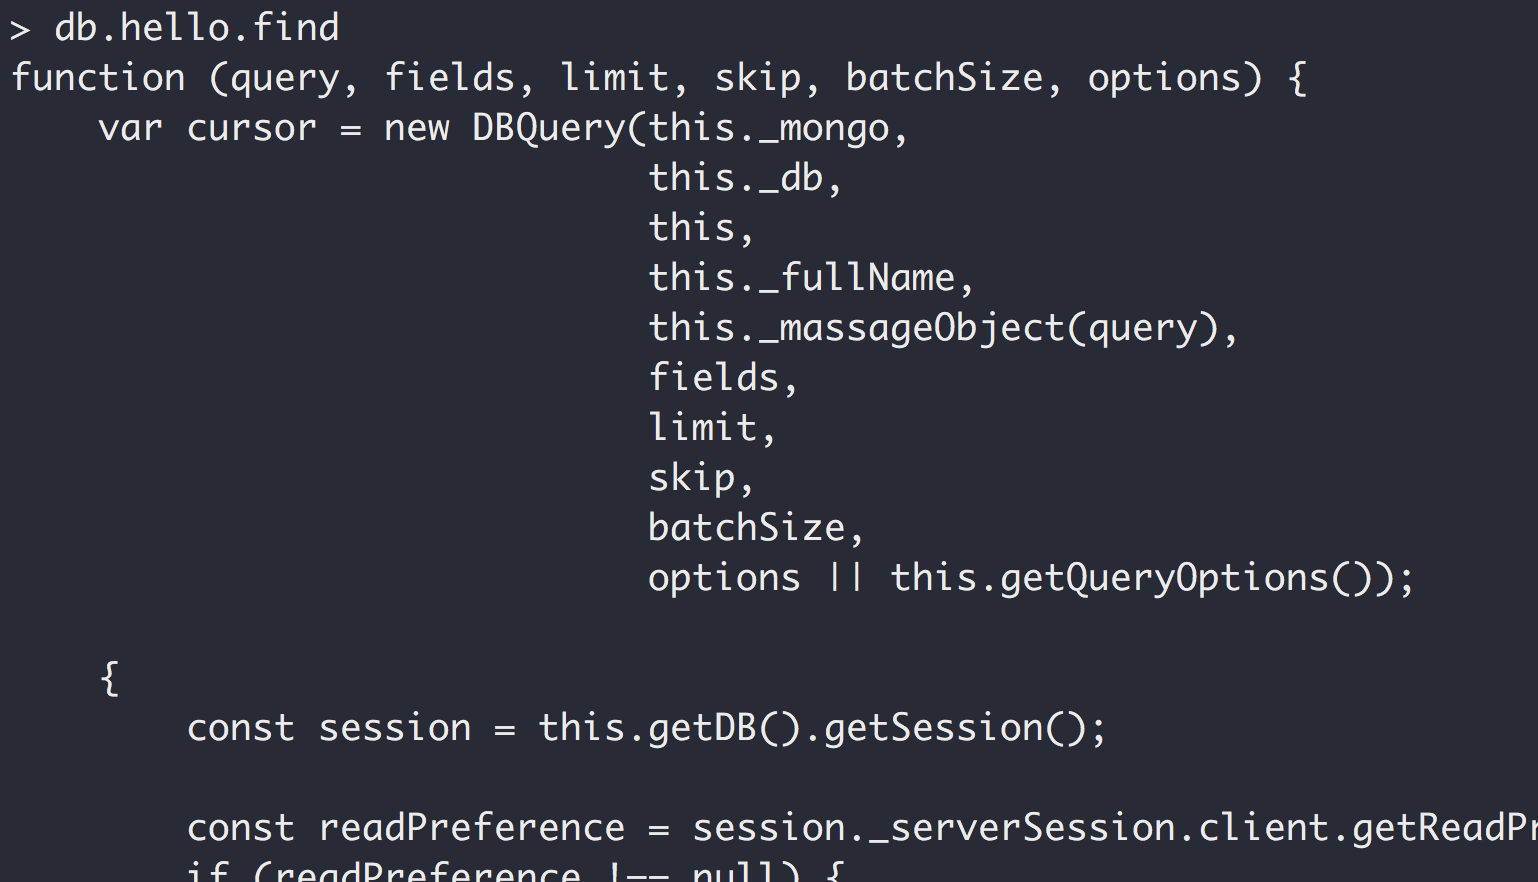 > db.hello.find
function (query, fields, limit, skip, batchSize, options) {
    var cursor = new DBQuery(this._mongo,
                             this._db,
                             this,
                             this._fullName,
                             this._massageObject(query),
                             fields,
                             limit,
                             skip,
                             batchSize,
                             options || this.getQueryOptions());
    {
        const session = this.getDB().getSession();
        const readPreference = session._serverSession.client.getReadPr
        if (readPreference !== null) {